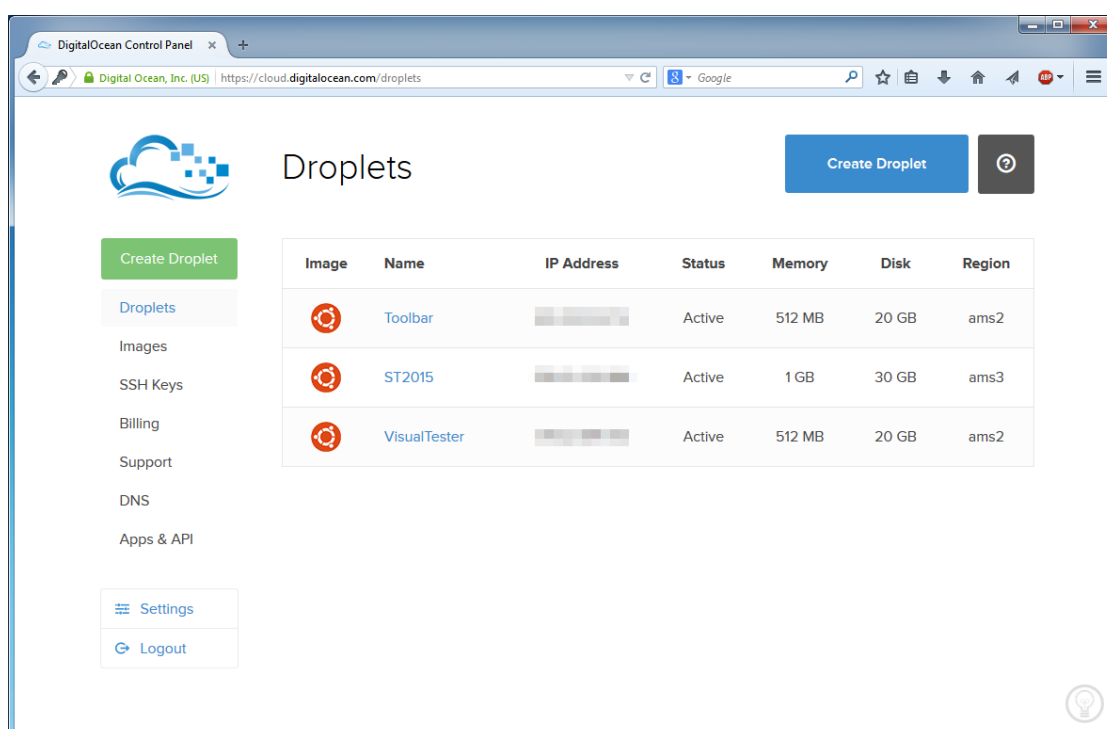 DigitalOcean Control Panel
Digital Ocean, Inc. (US) https://cloud.digitalocean.com/droplets 8 Google ABP
Droplets
Create Droplet
Create Droplet
Droplets
Images
SSH Keys
Billing
Support
DNS
Apps & API
Settings
Logout
Image Name IP Address Status Memory Disk Region
Toolbar Active 512 MB 20 GB ams2
ST2015 Active 1 GB 30 GB ams3
VisualTester Active 512 MB 20 GB ams2